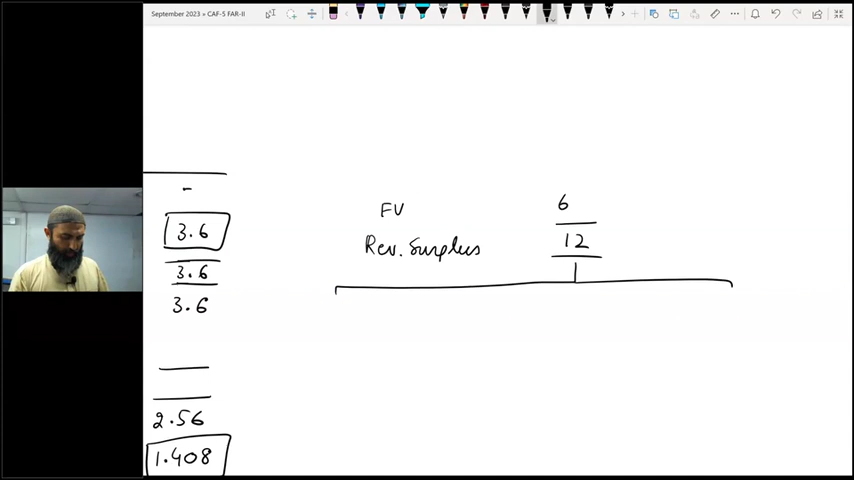 September 2023 » CAF-5 FAR-II
-
3.6
3.6
3.6
2.56
1.408
FV 6
Rev. Surplus 12